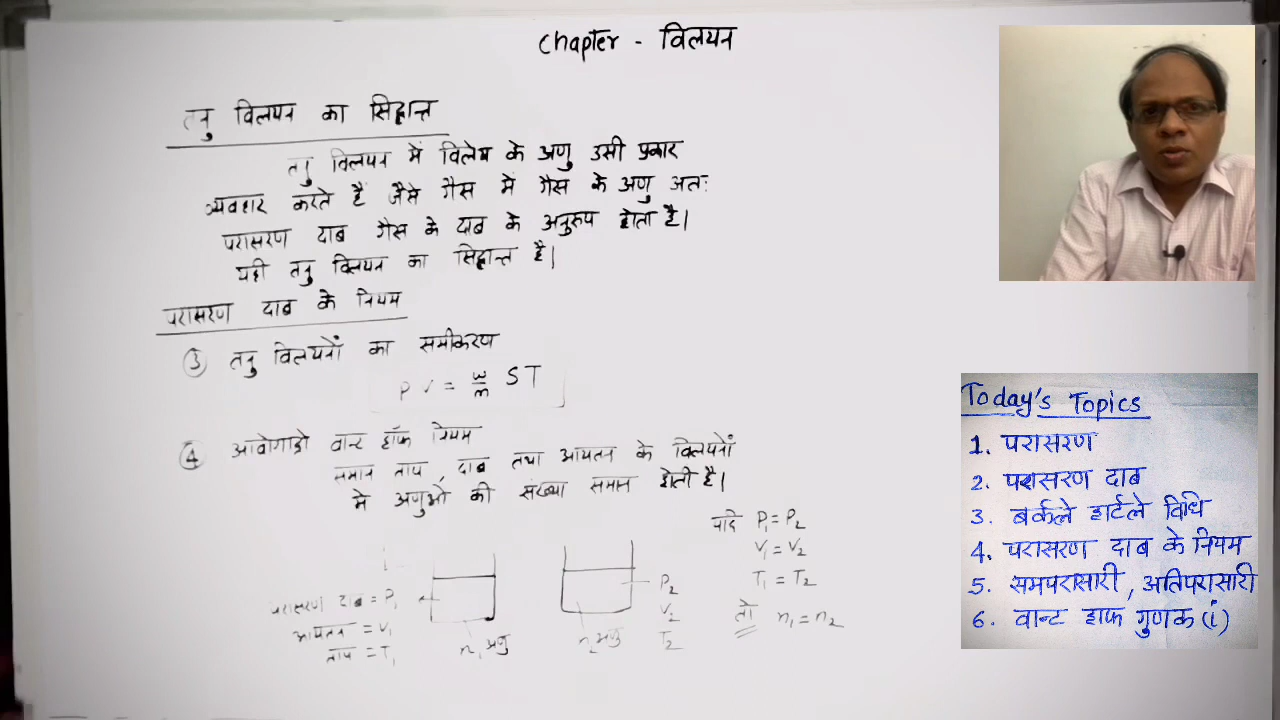 Chapter - विलयन
तनु विलयन का सिद्धान्त
तनु विलयन में विलेय के अणु उसी प्रकार
व्यवहार करते हैं जैसे गैस में गैस के अणु अतः
परासरण दाब गैस के दाब के अनुरूप होता है।
यही तनु विलयन का सिद्धान्त है।
परासरण दाब के नियम
③ तनु विलयनों का समीकरण
P V = w/m ST
④ आवोगाद्रो वान्ट हॉफ नियम
समान ताप, दाब तथा आयतन के विलयनों
मे अणुओं की संख्या समान होती है।
यदि P₁ = P₂
V₁ = V₂
T₁ = T₂
तो n₁ = n₂
परासरण दाब = P₁
आयतन = V₁
ताप = T₁
n₁ अणु
n₂ अणु
P₂
V₂
T₂
Today's Topics
1. परासरण
2. परासरण दाब
3. बर्कले हार्टले विधि
4. परासरण दाब के नियम
5. समपरासारी, अतिपरासारी
6. वान्ट हाफ गुणक (i)